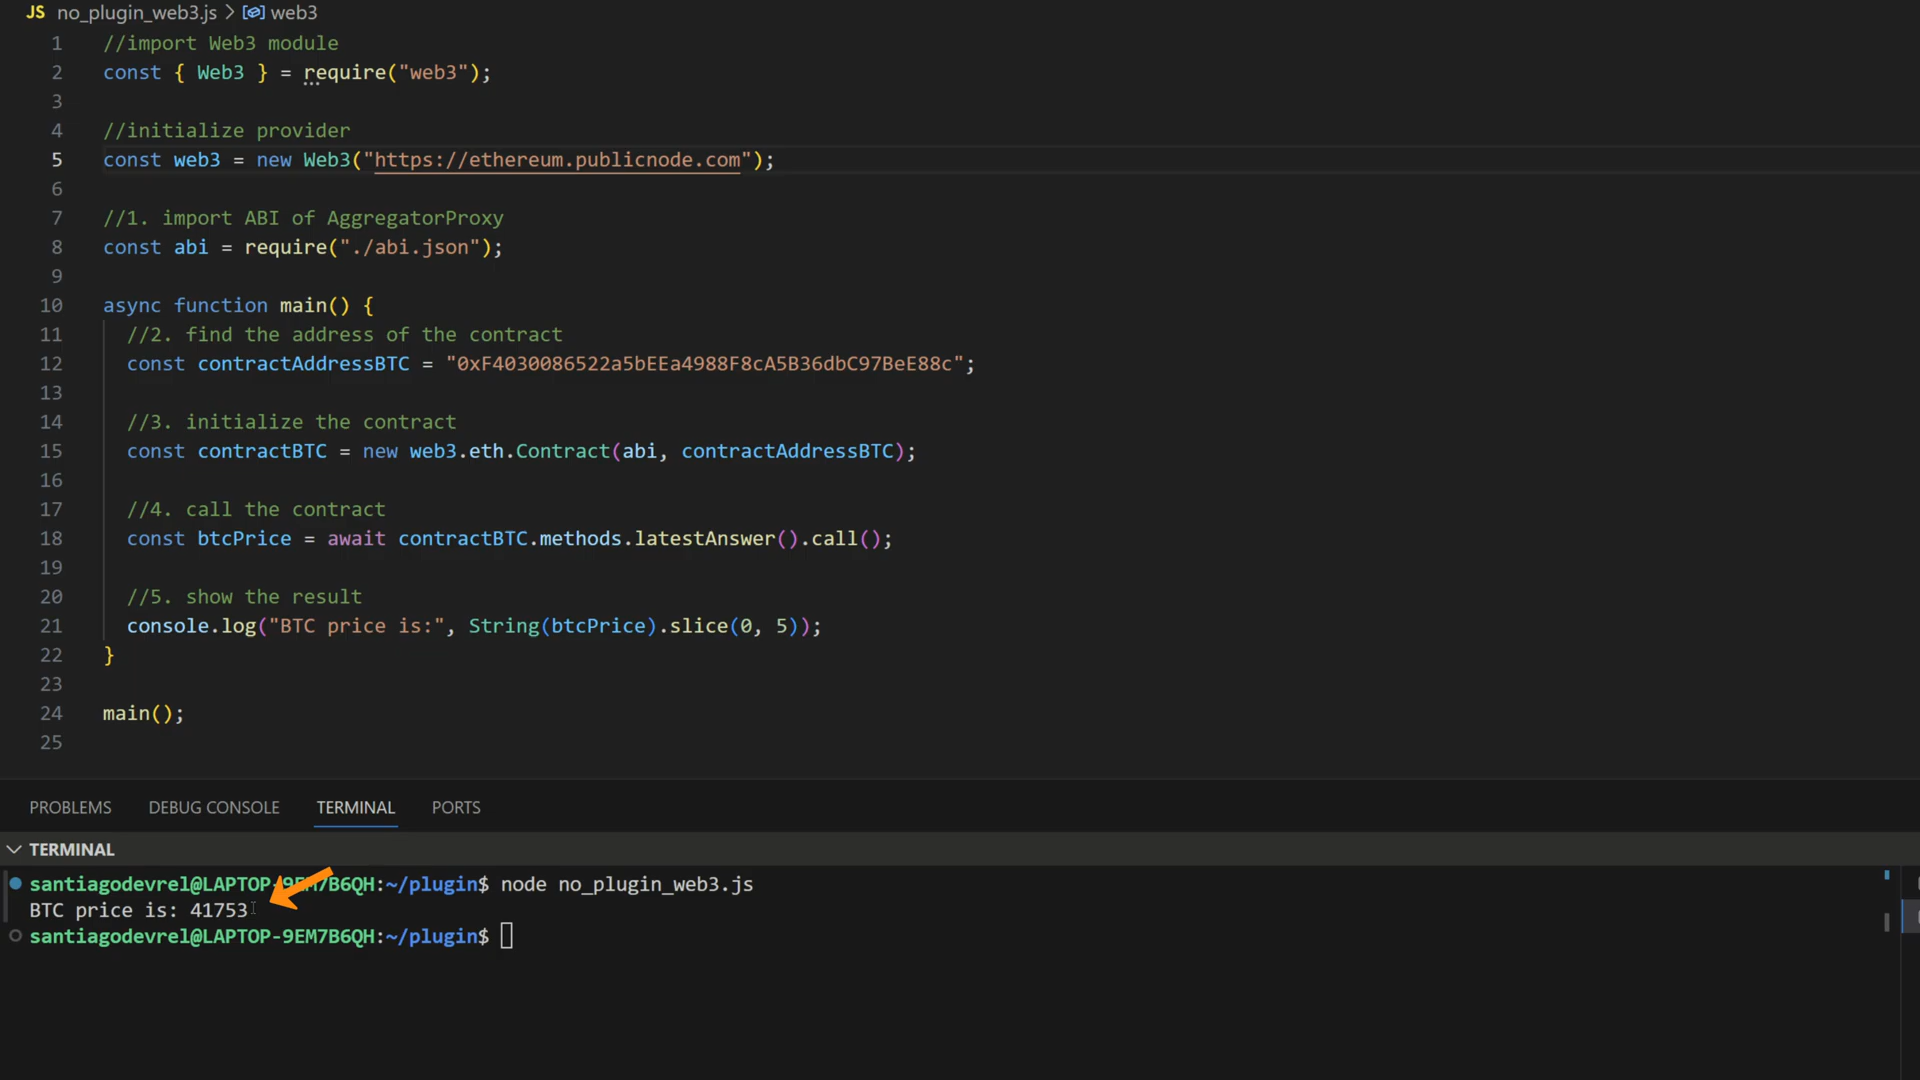 JS no_plugin_web3.js > web3
1 //import Web3 module
2 const { Web3 } = require("web3");
3
4 //initialize provider
5 const web3 = new Web3("https://ethereum.publicnode.com");
6
7 //1. import ABI of AggregatorProxy
8 const abi = require("./abi.json");
9
10 async function main() {
11 //2. find the address of the contract
12 const contractAddressBTC = "0xF4030086522a5bEEa4988F8cA5B36dbC97BeE88c";
13
14 //3. initialize the contract
15 const contractBTC = new web3.eth.Contract(abi, contractAddressBTC);
16
17 //4. call the contract
18 const btcPrice = await contractBTC.methods.latestAnswer().call();
19
20 //5. show the result
21 console.log("BTC price is:", String(btcPrice).slice(0, 5));
22 }
23
24 main();
25
PROBLEMS DEBUG CONSOLE TERMINAL PORTS
TERMINAL
santiagodevrel@LAPTOP-9EM7B6QH:~/plugin$ node no_plugin_web3.js
BTC price is: 41753
santiagodevrel@LAPTOP-9EM7B6QH:~/plugin$